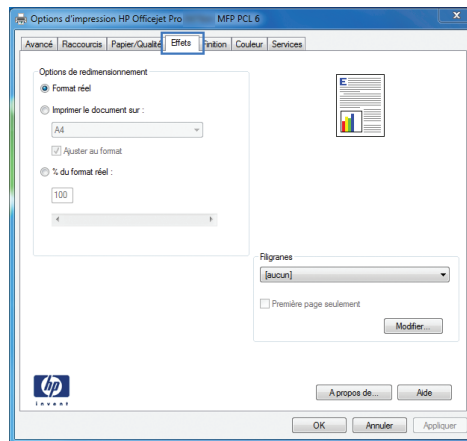 Options d'impression HP Officejet Pro MFP PCL 6
Avancé Raccourcis Papier/Qualité Effets Finition Couleur Services
Options de redimensionnement
Format réel
Imprimer le document sur :
A4
Ajuster au format
% du format réel :
100
E
Filigranes
[aucun]
Première page seulement
Modifier...
hp
invent
A propos de... Aide
OK Annuler Appliquer